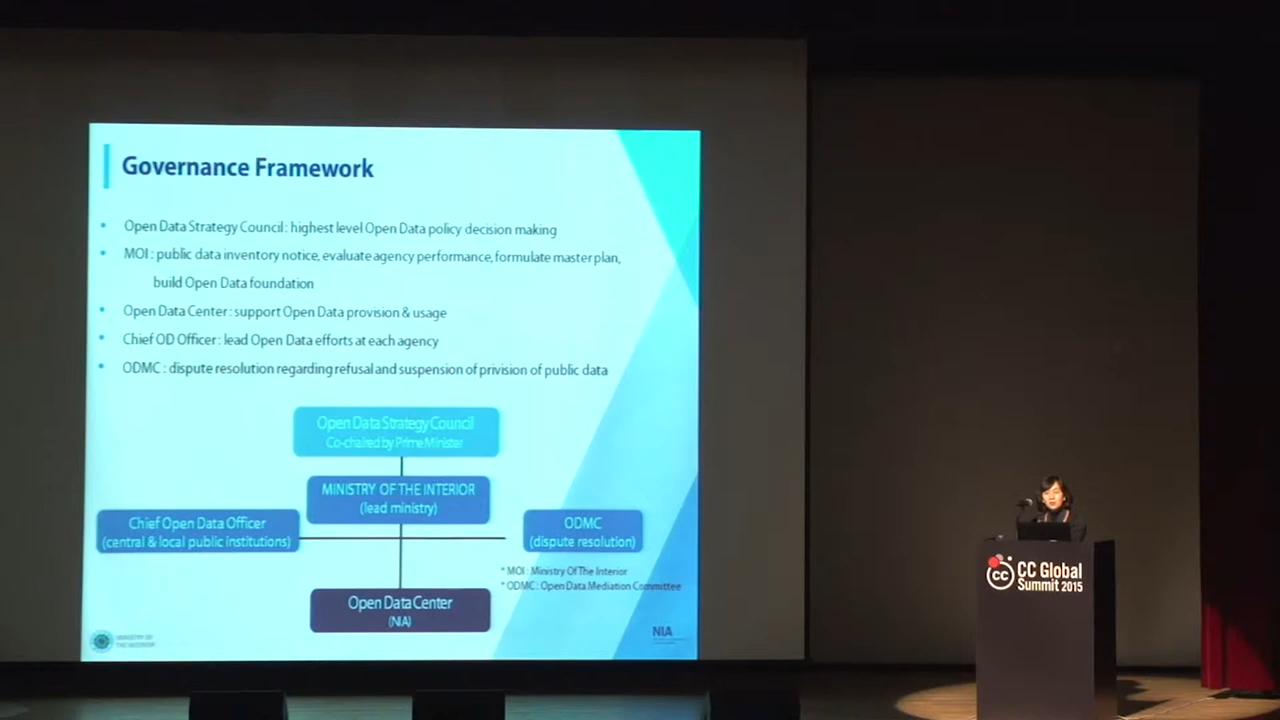 Governance Framework
• Open Data Strategy Council : highest level Open Data policy decision making
• MOI : public data inventory notice, evaluate agency performance, formulate master plan,
build Open Data foundation
• Open Data Center : support Open Data provision & usage
• Chief OD Officer : lead Open Data efforts at each agency
• ODMC : dispute resolution regarding refusal and suspension of privision of public data
Open Data Strategy Council
Co-chaired by Prime Minister
MINISTRY OF THE INTERIOR
(lead ministry)
Chief Open Data Officer
(central & local public institutions)
ODMC
(dispute resolution)
* MOI : Ministry Of The Interior
* ODMC : Open Data Mediation Committee
Open Data Center
(NIA)
MINISTRY OF
THE INTERIOR
NIA
cc
CC Global
Summit 2015